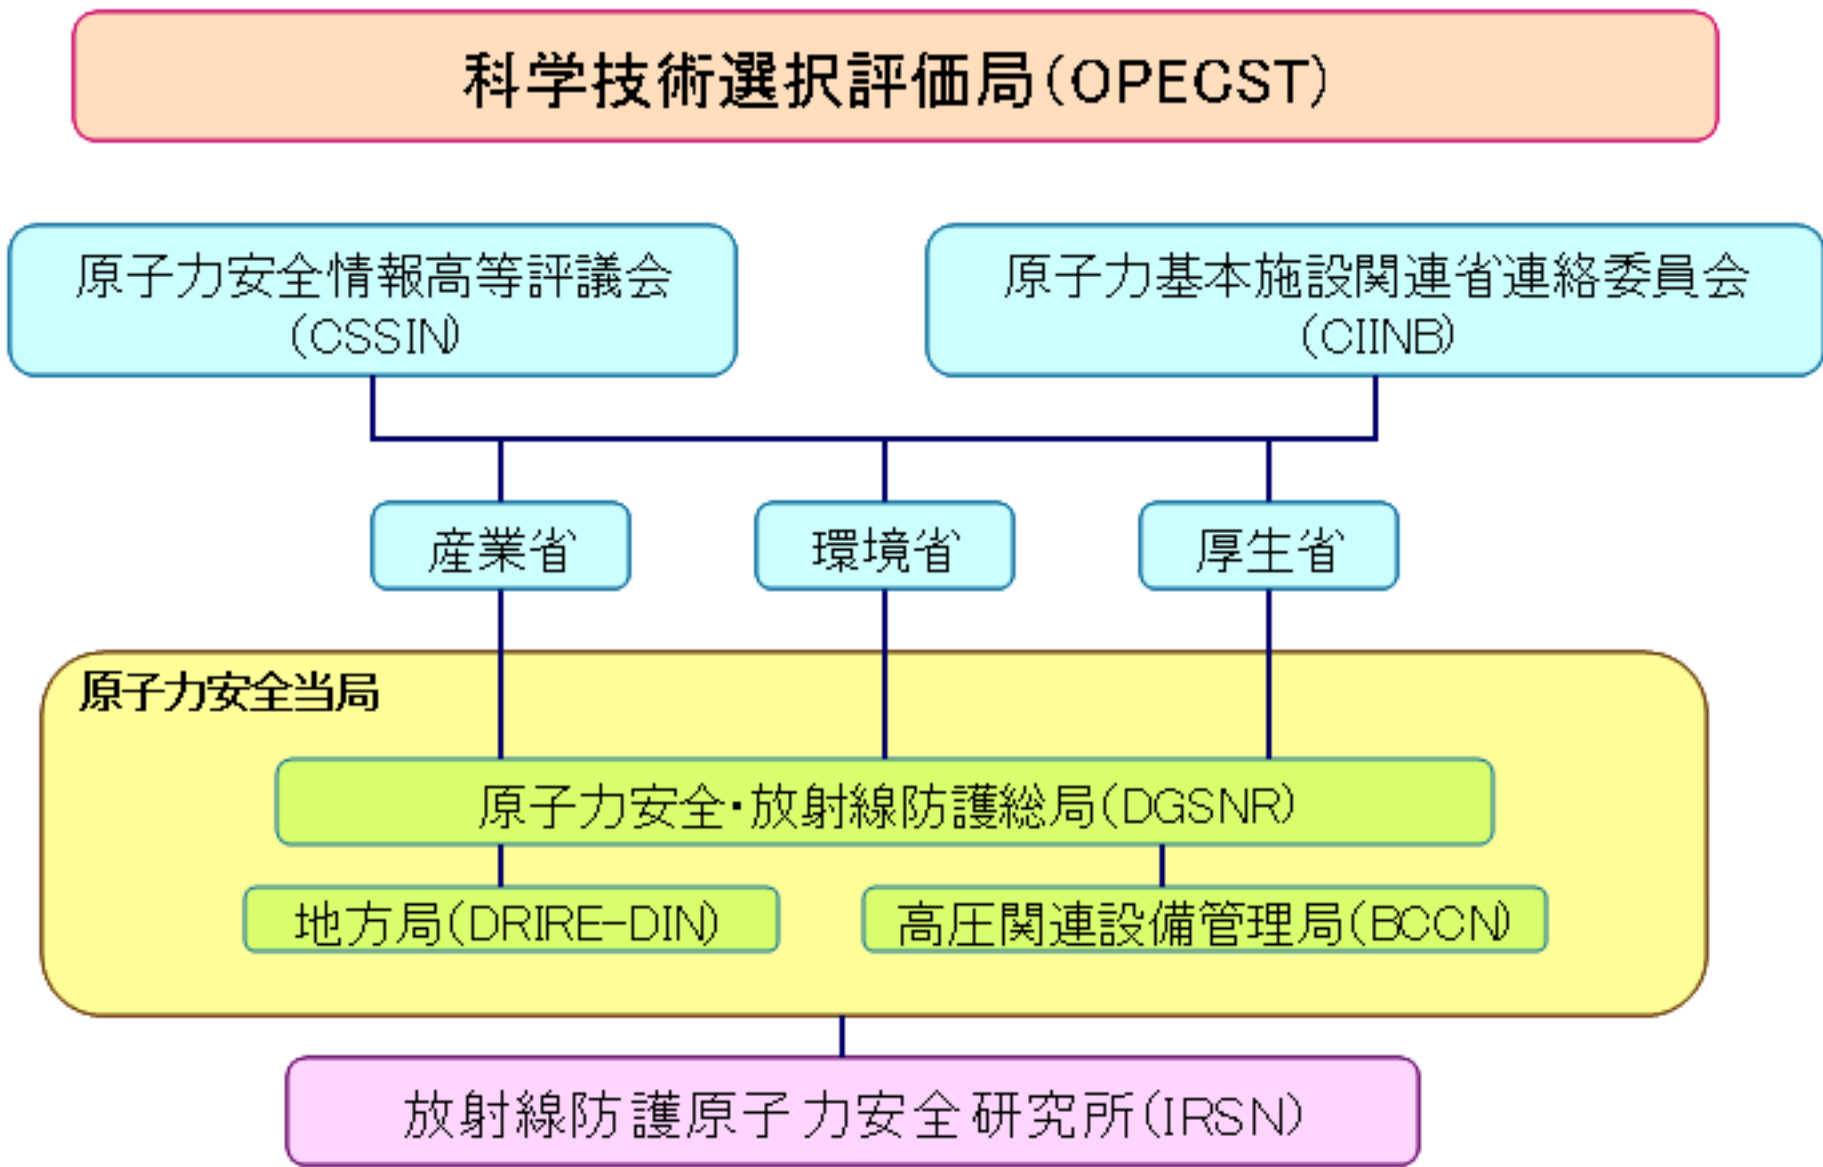 科学技術選択評価局(OPECST)
原子力安全情報高等評議会
(CSSIN)
原子力基本施設関連省連絡委員会
(CIINB)
産業省
環境省
厚生省
原子力安全当局
原子力安全・放射線防護総局(DGSNR)
地方局(DRIRE-DIN)
高圧関連設備管理局(BCCN)
放射線防護原子力安全研究所(IRSN)